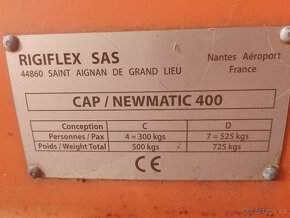 RIGIFLEX SAS
44860 SAINT AIGNAN DE GRAND LIEU
Nantes Aéroport
France
CAP / NEWMATIC 400
Conception C D
Personnes / Pax 4 = 300 kgs 7 = 525 kgs
Poids / Weight Total 500 kgs 725 kgs
CE